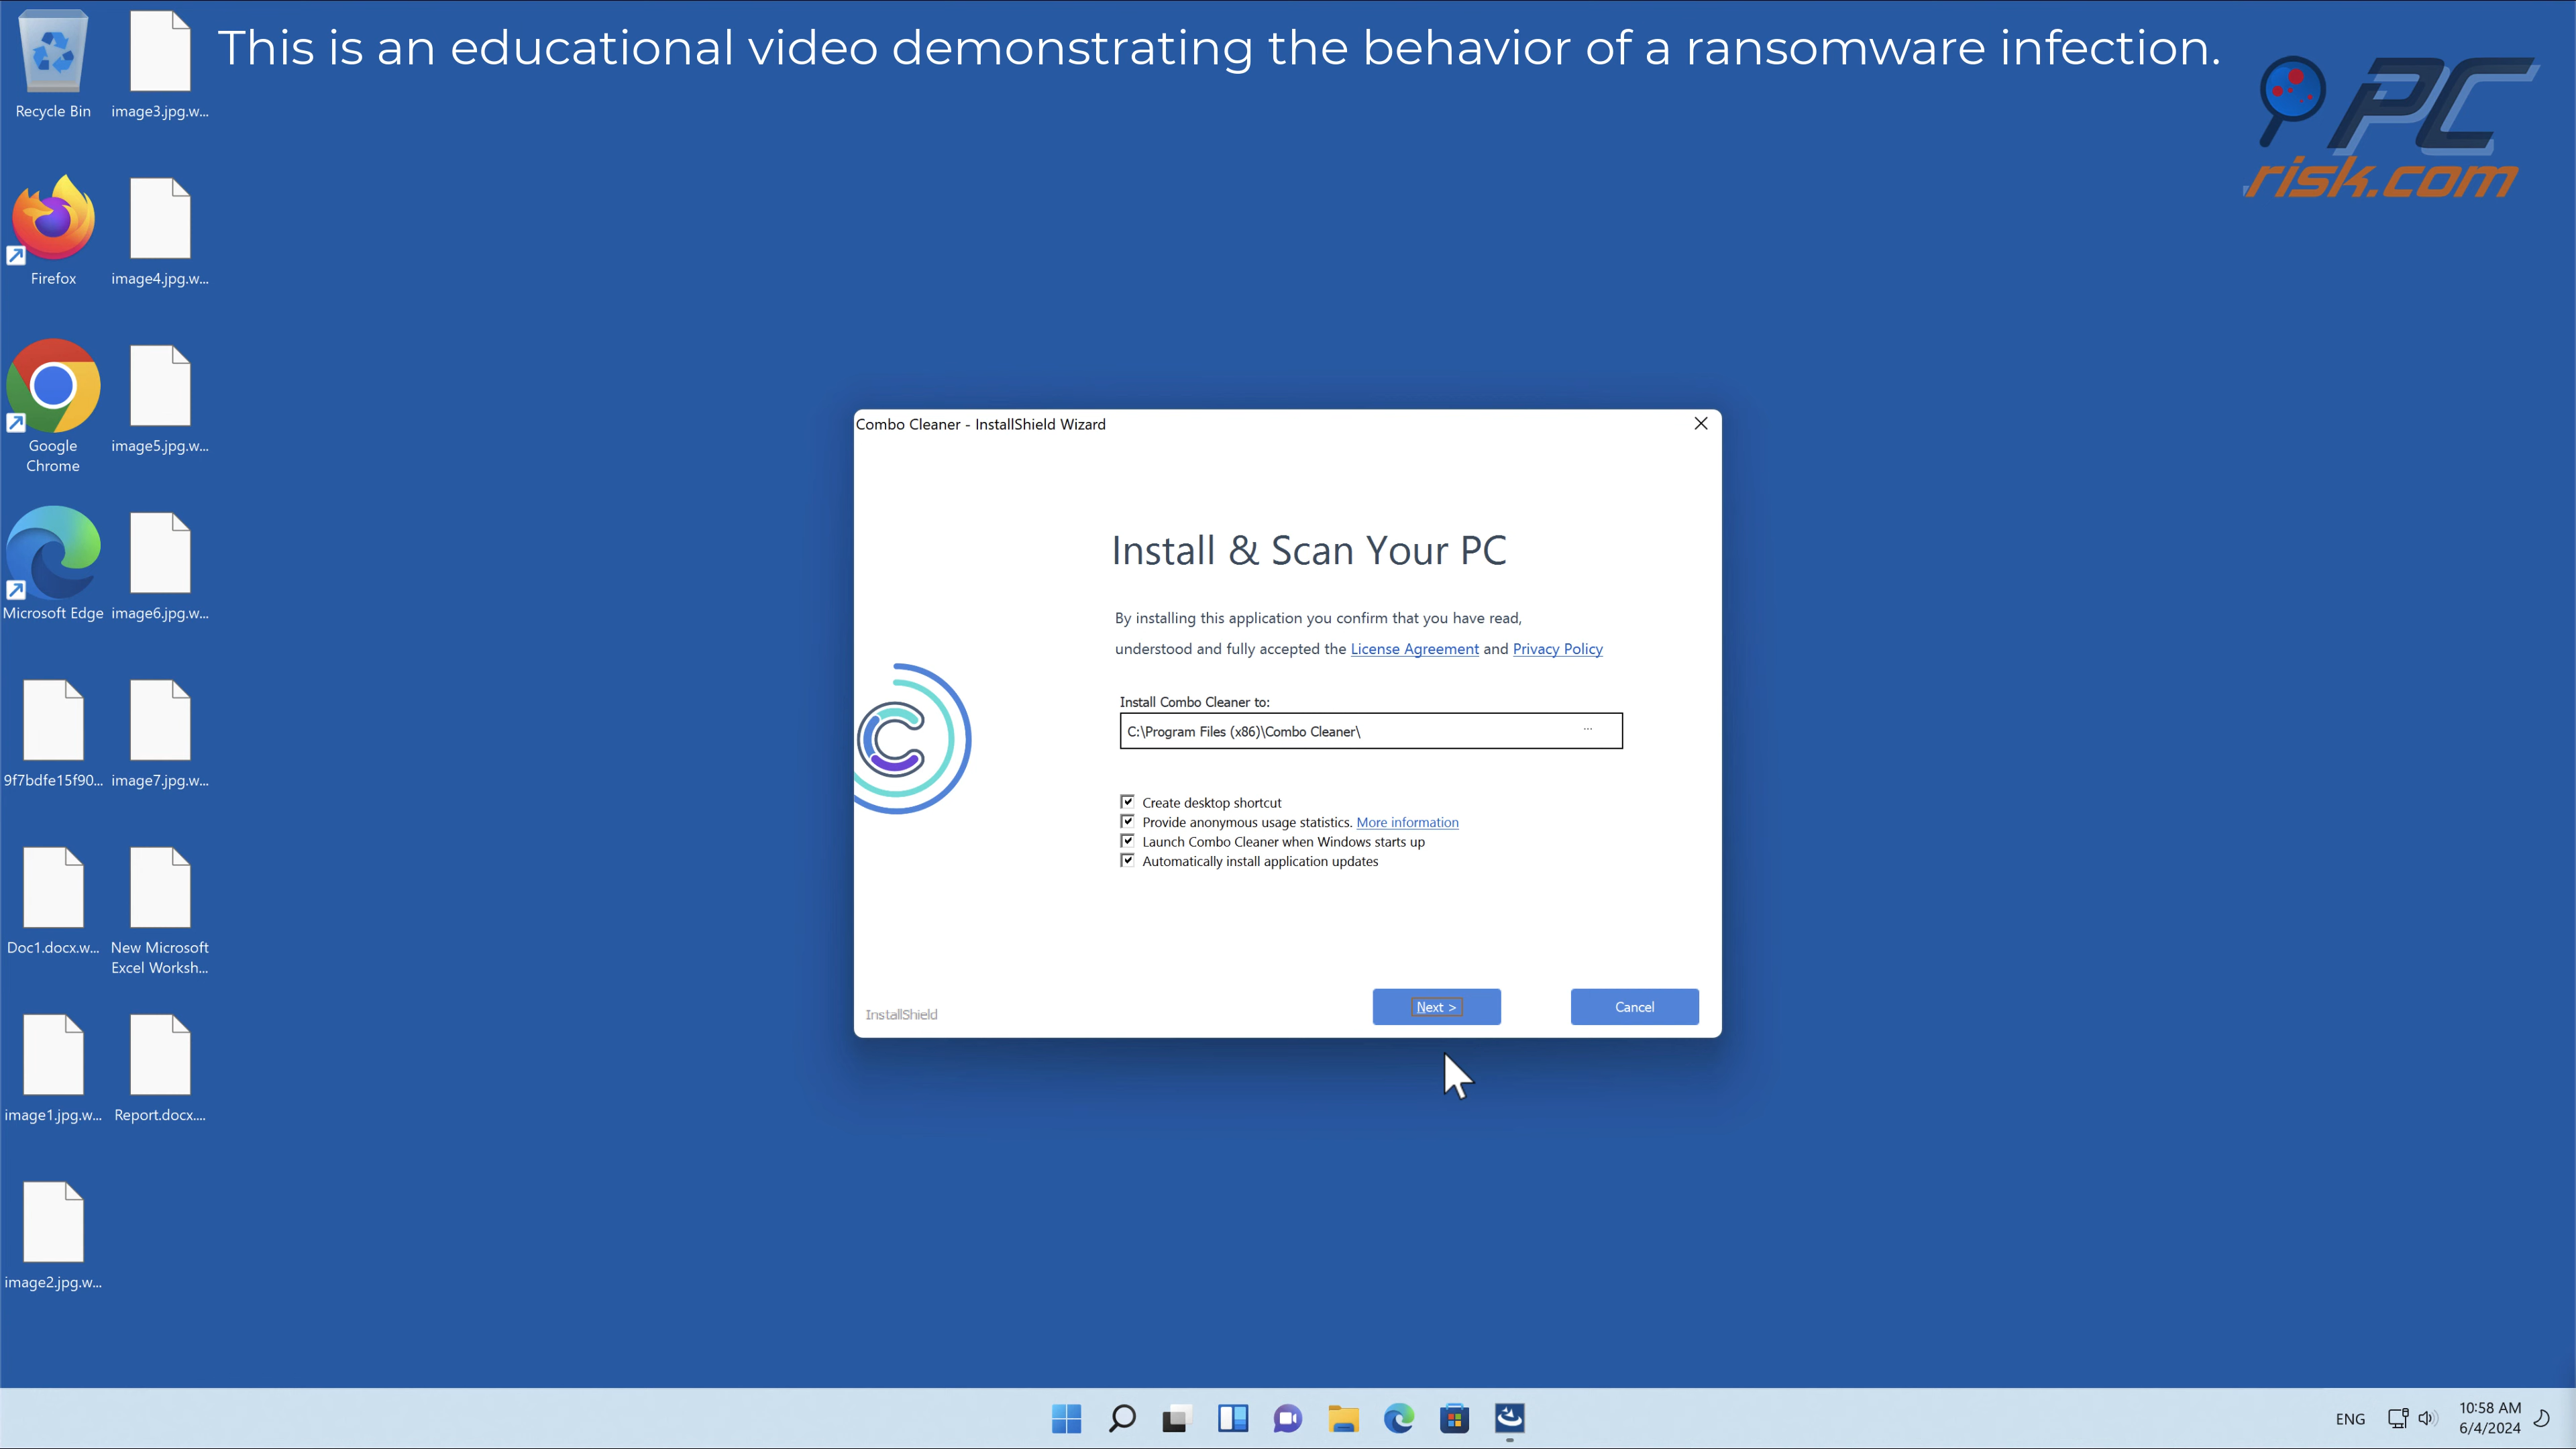 This is an educational video demonstrating the behavior of a ransomware infection.
PC
risk.com
Recycle Bin
image3.jpg.w...
Firefox
image4.jpg.w...
Google
Chrome
image5.jpg.w...
Microsoft Edge
image6.jpg.w...
9f7bdfe15f90...
image7.jpg.w...
Doc1.docx.w...
New Microsoft
Excel Worksh...
image1.jpg.w...
Report.docx....
image2.jpg.w...
Combo Cleaner - InstallShield Wizard
Install & Scan Your PC
By installing this application you confirm that you have read,
understood and fully accepted the License Agreement and Privacy Policy
Install Combo Cleaner to:
C:\Program Files (x86)\Combo Cleaner\
...
Create desktop shortcut
Provide anonymous usage statistics. More information
Launch Combo Cleaner when Windows starts up
Automatically install application updates
InstallShield
Next >
Cancel
ENG
10:58 AM
6/4/2024